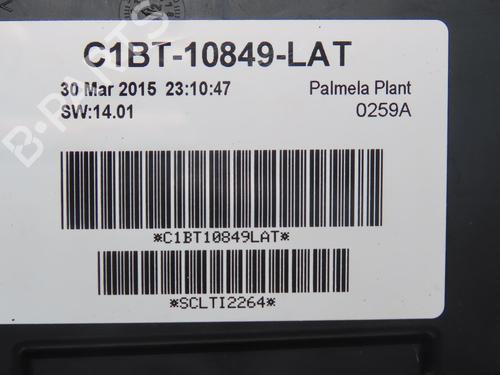 C1BT-10849-LAT
30 Mar 2015 23:10:47 Palmela Plant
SW:14.01 0259A
*C1BT10849LAT*
*SCLTI2264*
B-PARTS